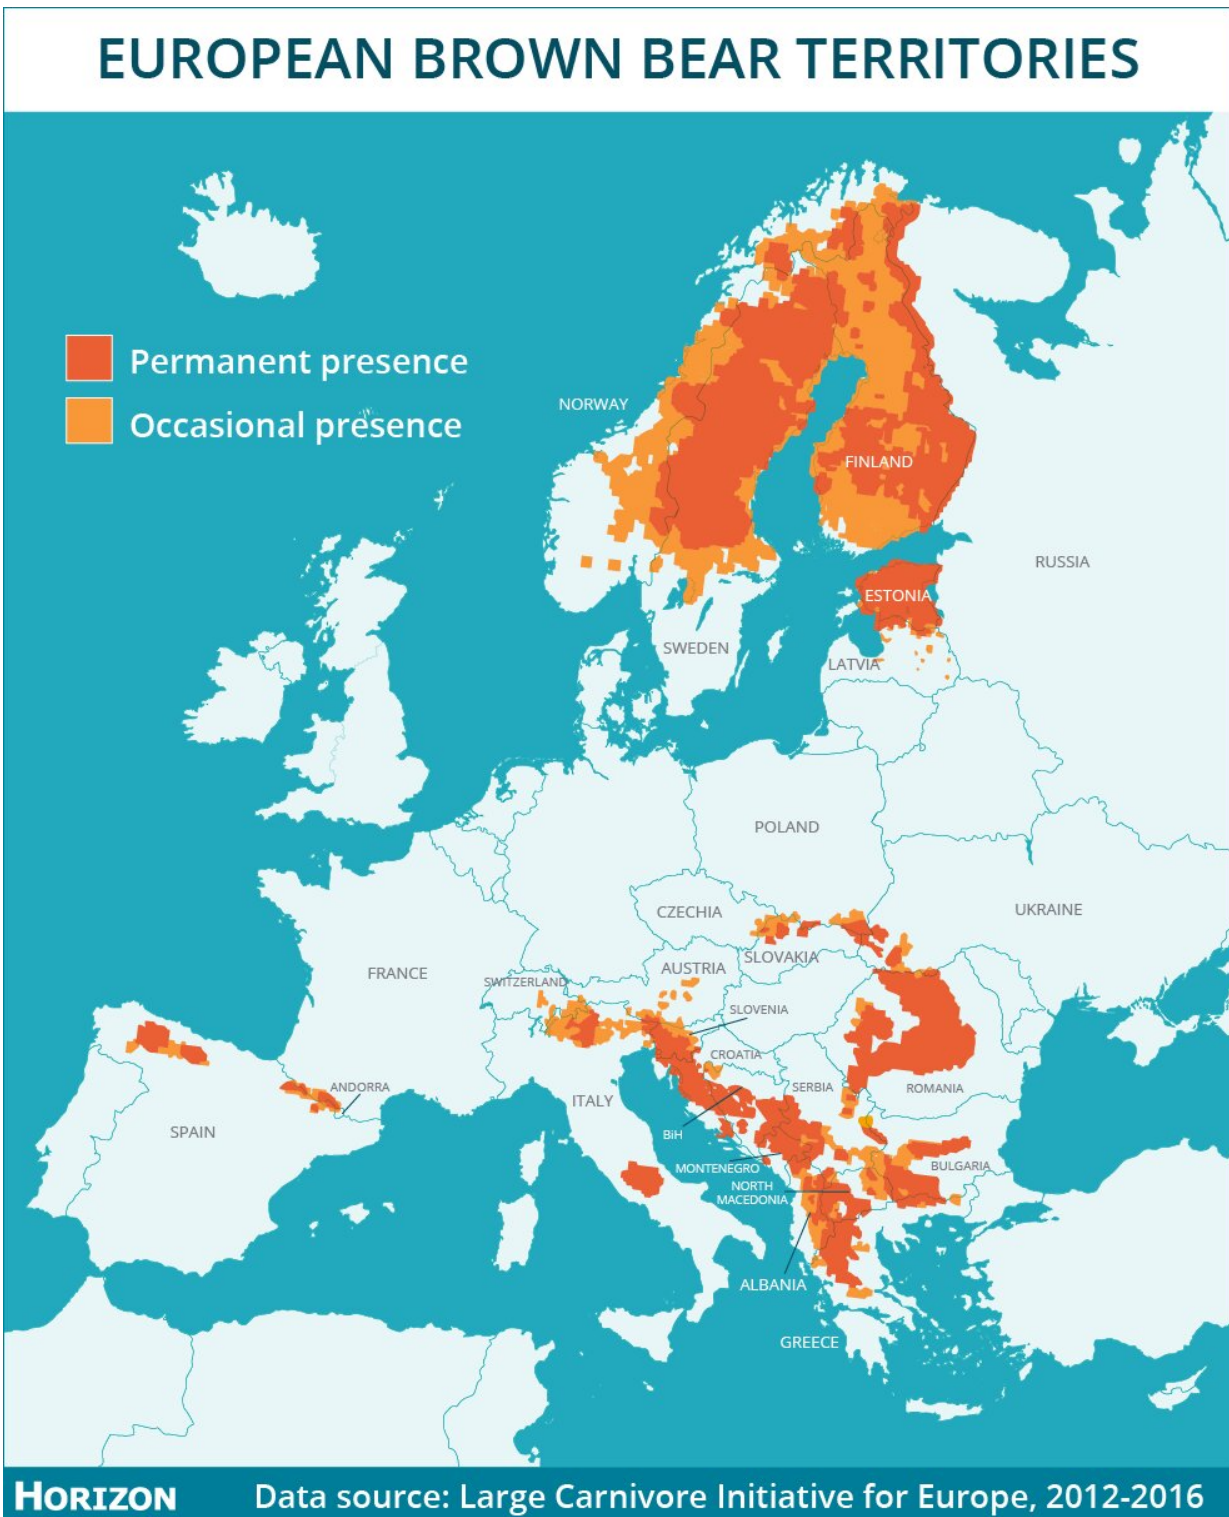 EUROPEAN BROWN BEAR TERRITORIES
Permanent presence
Occasional presence
NORWAY
FINLAND
RUSSIA
ESTONIA
SWEDEN
LATVIA
POLAND
CZECHIA
UKRAINE
SLOVAKIA
AUSTRIA
FRANCE
SWITZERLAND
SLOVENIA
CROATIA
ANDORRA
SERBIA
ROMANIA
ITALY
SPAIN
BiH
MONTENEGRO
BULGARIA
NORTH
MACEDONIA
ALBANIA
GREECE
HORIZON
Data source: Large Carnivore Initiative for Europe, 2012-2016